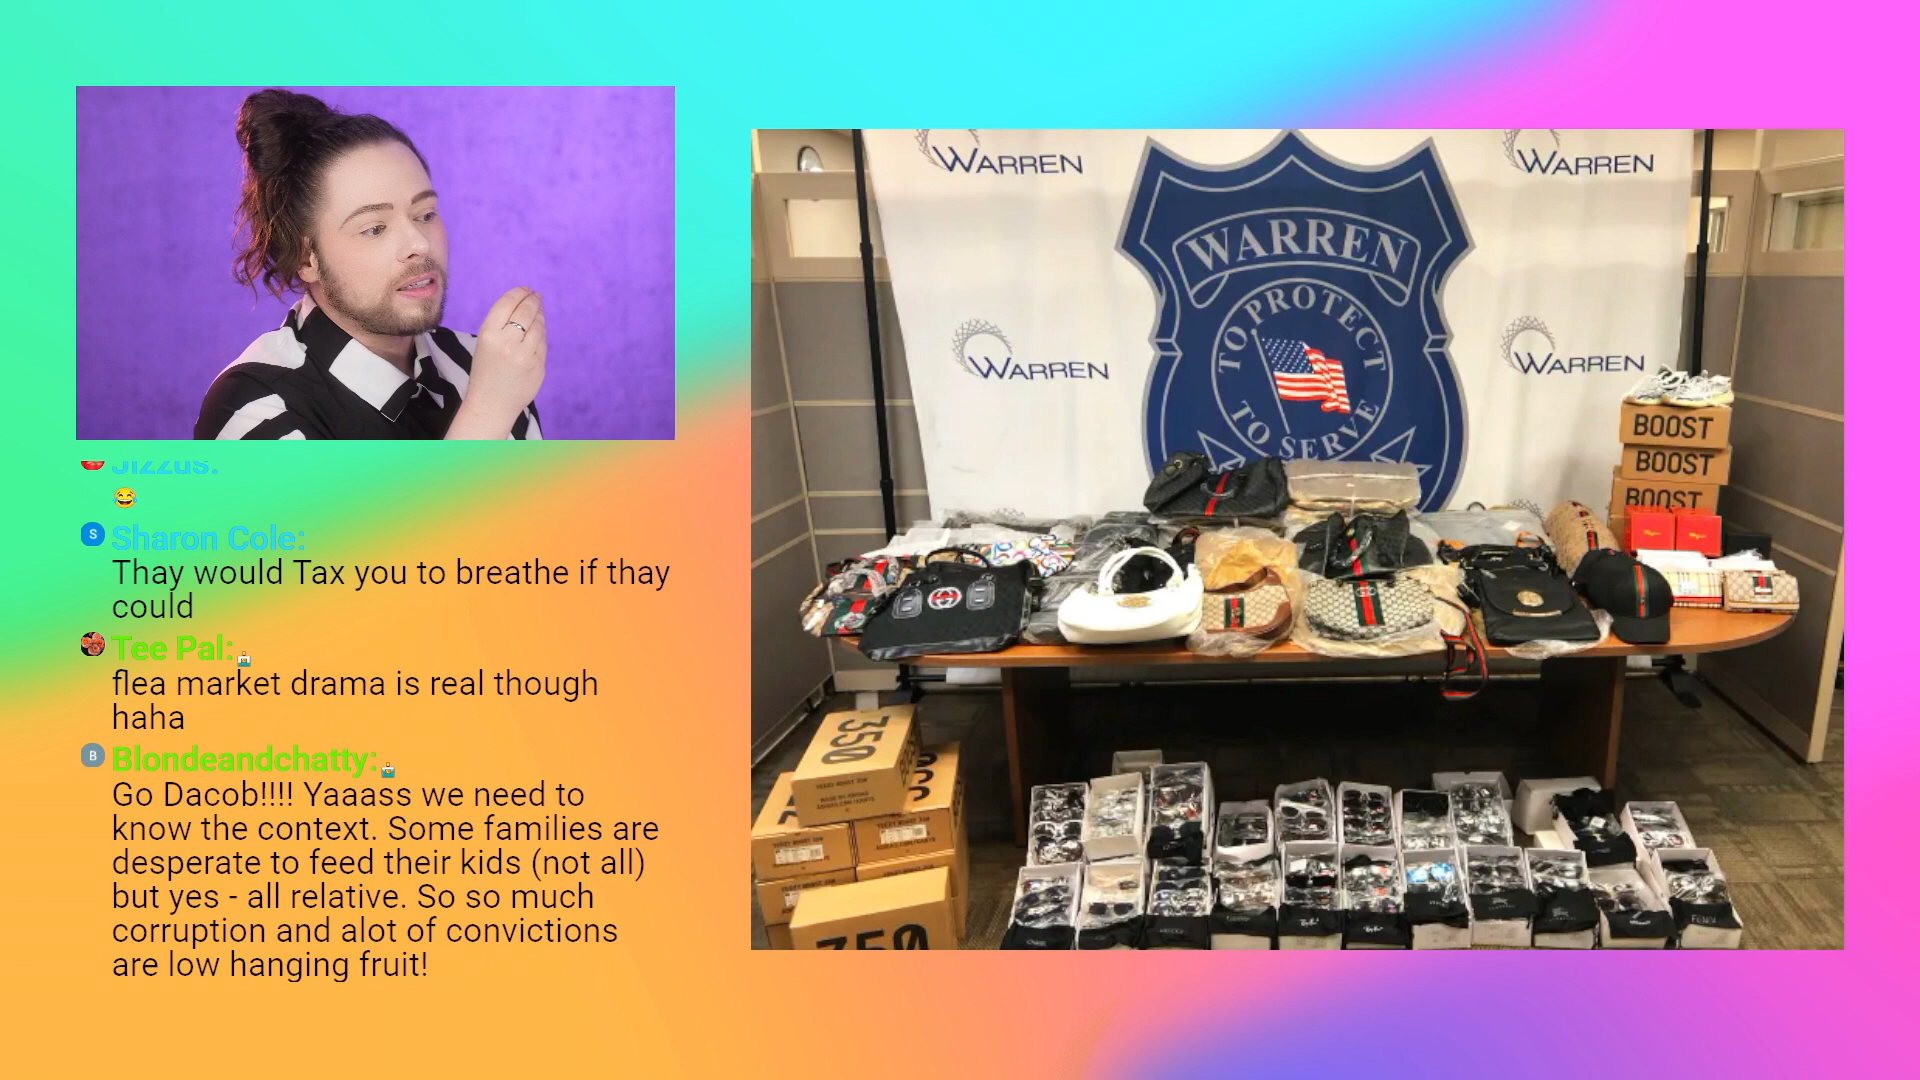 Jizzus:
😂
S Sharon Cole:
Thay would Tax you to breathe if thay
could
Tee Pal:
flea market drama is real though
haha
B Blondeandchatty:
Go Dacob!!!! Yaaass we need to
know the context. Some families are
desperate to feed their kids (not all)
but yes - all relative. So so much
corruption and alot of convictions
are low hanging fruit!
WARREN
WARREN
WARREN
TO PROTECT
TO SERVE
WARREN
WARREN
BOOST
BOOST
BOOST
350
350
FENDI